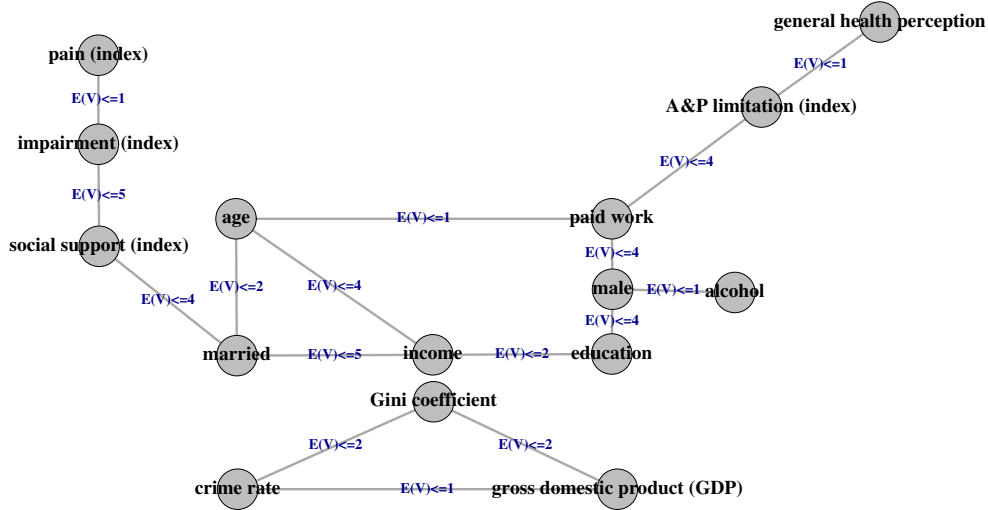 general health perception
pain (index)
E(V)<=1
E(V)<=1
A&P limitation (index)
impairment (index)
E(V)<=4
E(V)<=5
age
E(V)<=1
paid work
social support (index)
E(V)<=4
E(V)<=2
E(V)<=4
male
E(V)<=1
alcohol
E(V)<=4
E(V)<=4
married
E(V)<=5
income
E(V)<=2
education
Gini coefficient
E(V)<=2
E(V)<=2
crime rate
E(V)<=1
gross domestic product (GDP)